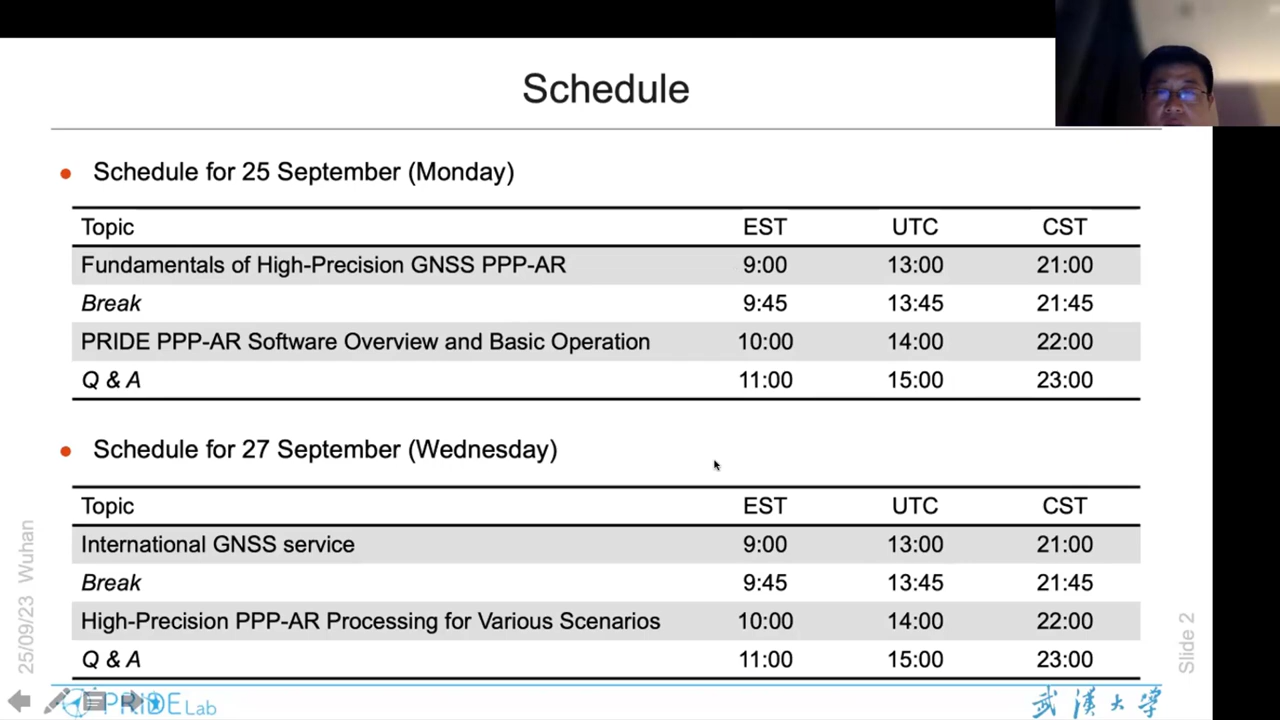 Schedule
Schedule for 25 September (Monday)
Topic EST UTC CST
Fundamentals of High-Precision GNSS PPP-AR 9:00 13:00 21:00
Break 9:45 13:45 21:45
PRIDE PPP-AR Software Overview and Basic Operation 10:00 14:00 22:00
Q & A 11:00 15:00 23:00
Schedule for 27 September (Wednesday)
Topic EST UTC CST
International GNSS service 9:00 13:00 21:00
Break 9:45 13:45 21:45
High-Precision PPP-AR Processing for Various Scenarios 10:00 14:00 22:00
Q & A 11:00 15:00 23:00
25/09/23 Wuhan
Slide 2
PRIDE Lab
武汉大学